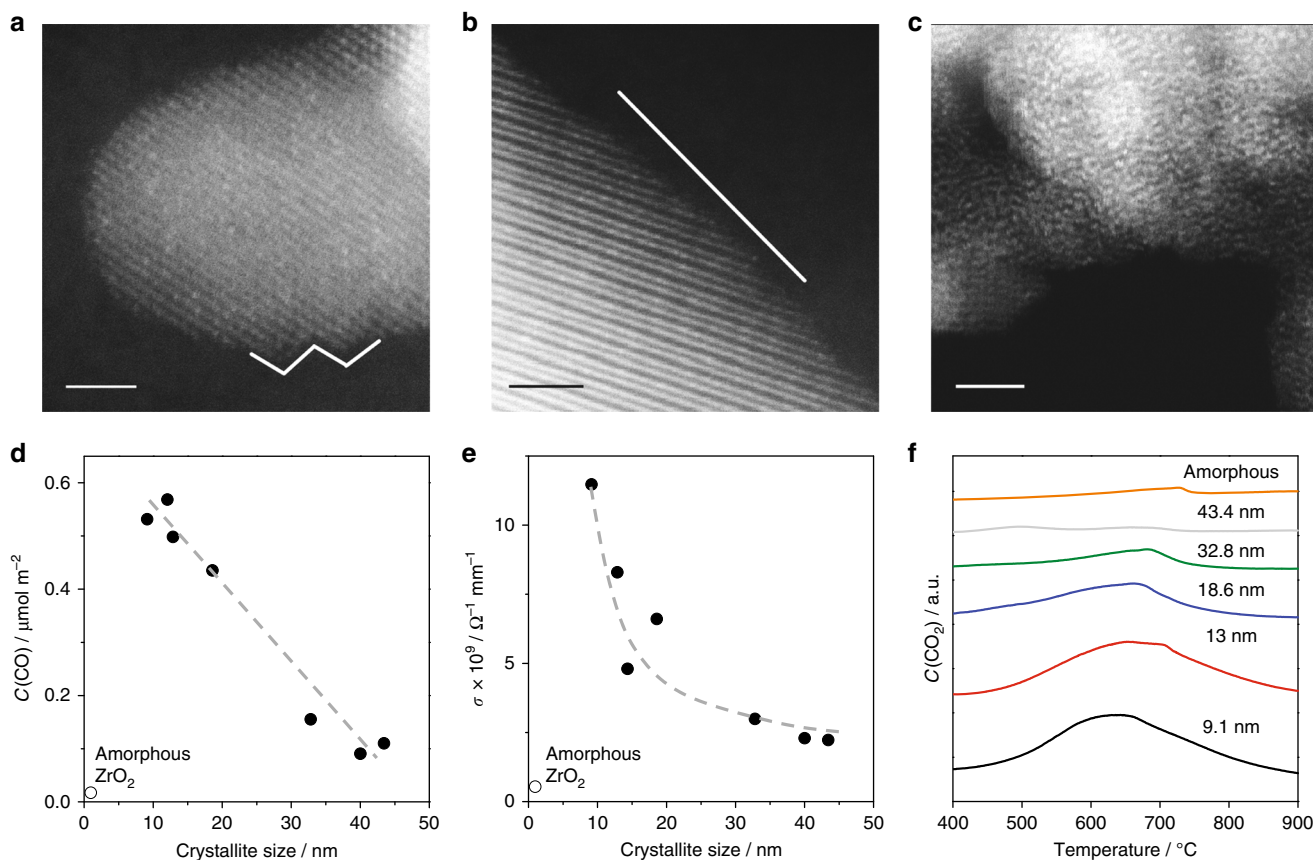 a
b
c
d
C(CO) / μmol m⁻²
0.6
0.4
0.2
0.0
Amorphous
ZrO₂
0
10
20
30
40
50
Crystallite size / nm
e
σ × 10⁹ / Ω⁻¹ mm⁻¹
10
5
0
Amorphous
ZrO₂
0
10
20
30
40
50
Crystallite size / nm
f
C(CO₂) / a.u.
Amorphous
43.4 nm
32.8 nm
18.6 nm
13 nm
9.1 nm
400
500
600
700
800
900
Temperature / °C